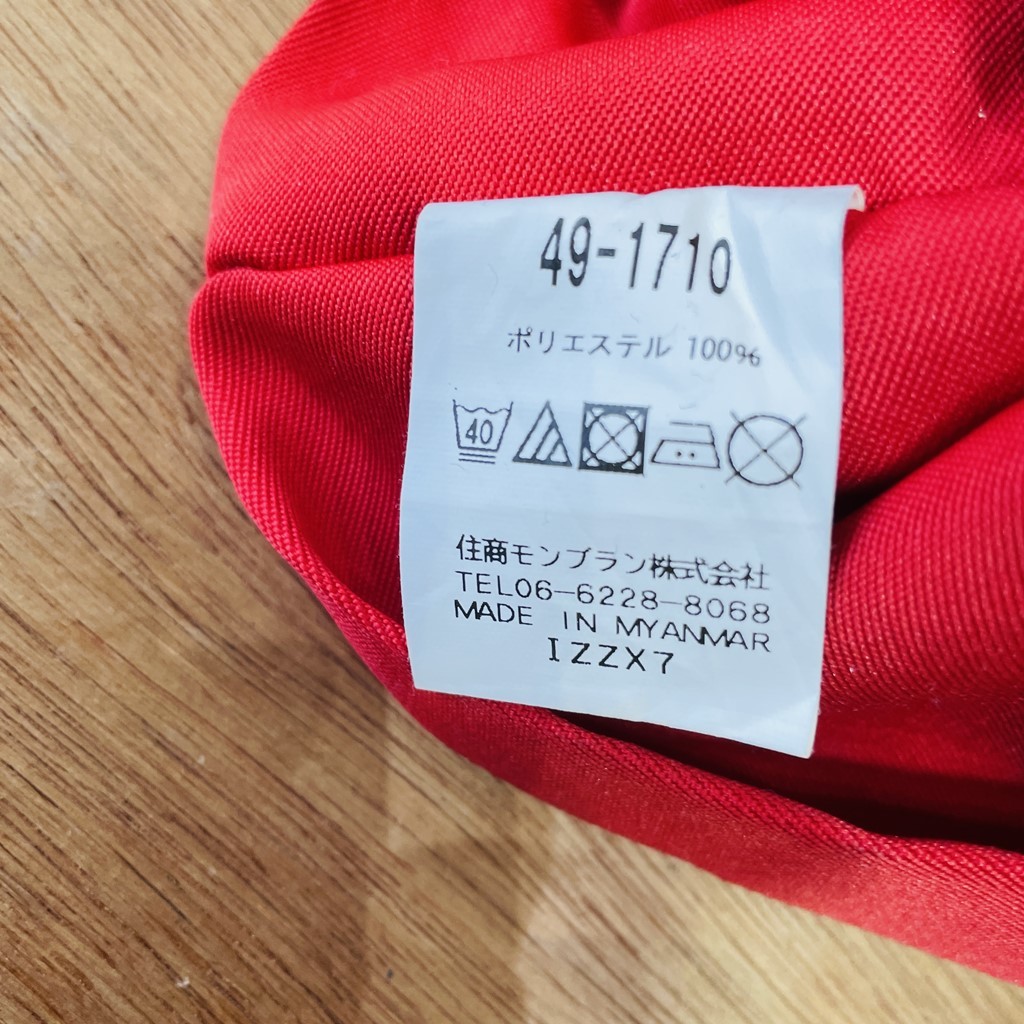 49-1710
ポリエステル 100%
40
住商モンブラン株式会社
TEL06-6228-8068
MADE IN MYANMAR
IZZX7